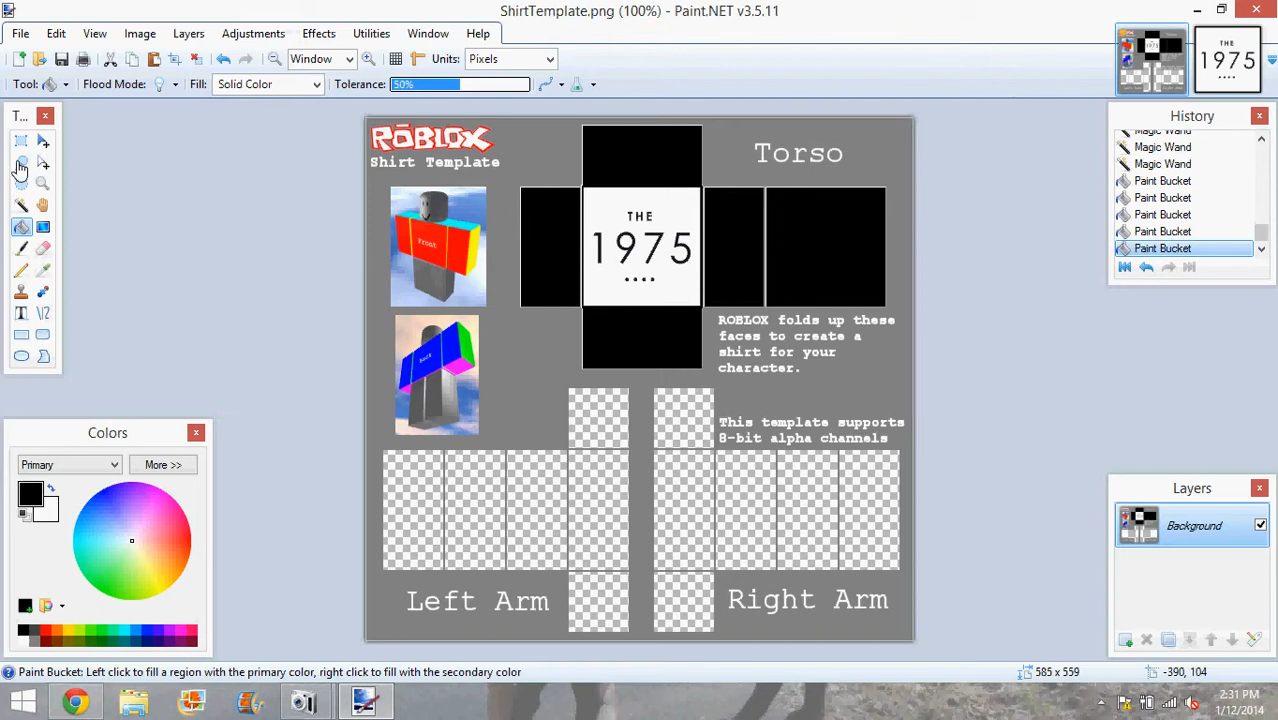 ShirtTemplate.png (100%) - Paint.NET v3.5.11
File Edit View Image Layers Adjustments Effects Utilities Window Help
Window Units: Pixels
Tool: Flood Mode: Fill: Solid Color Tolerance: 50%
THE
1975
T...
History
Magic Wand
Magic Wand
Magic Wand
Paint Bucket
Paint Bucket
Paint Bucket
Paint Bucket
Paint Bucket
ROBLOX
Shirt Template
Torso
Front
THE
1975
ROBLOX folds up these
faces to create a
shirt for your
character.
Back
This template supports
8-bit alpha channels
Left Arm
Right Arm
Colors
Primary
More >>
Layers
Background
Paint Bucket: Left click to fill a region with the primary color, right click to fill with the secondary color
585 x 559
-390, 104
2:31 PM
1/12/2014